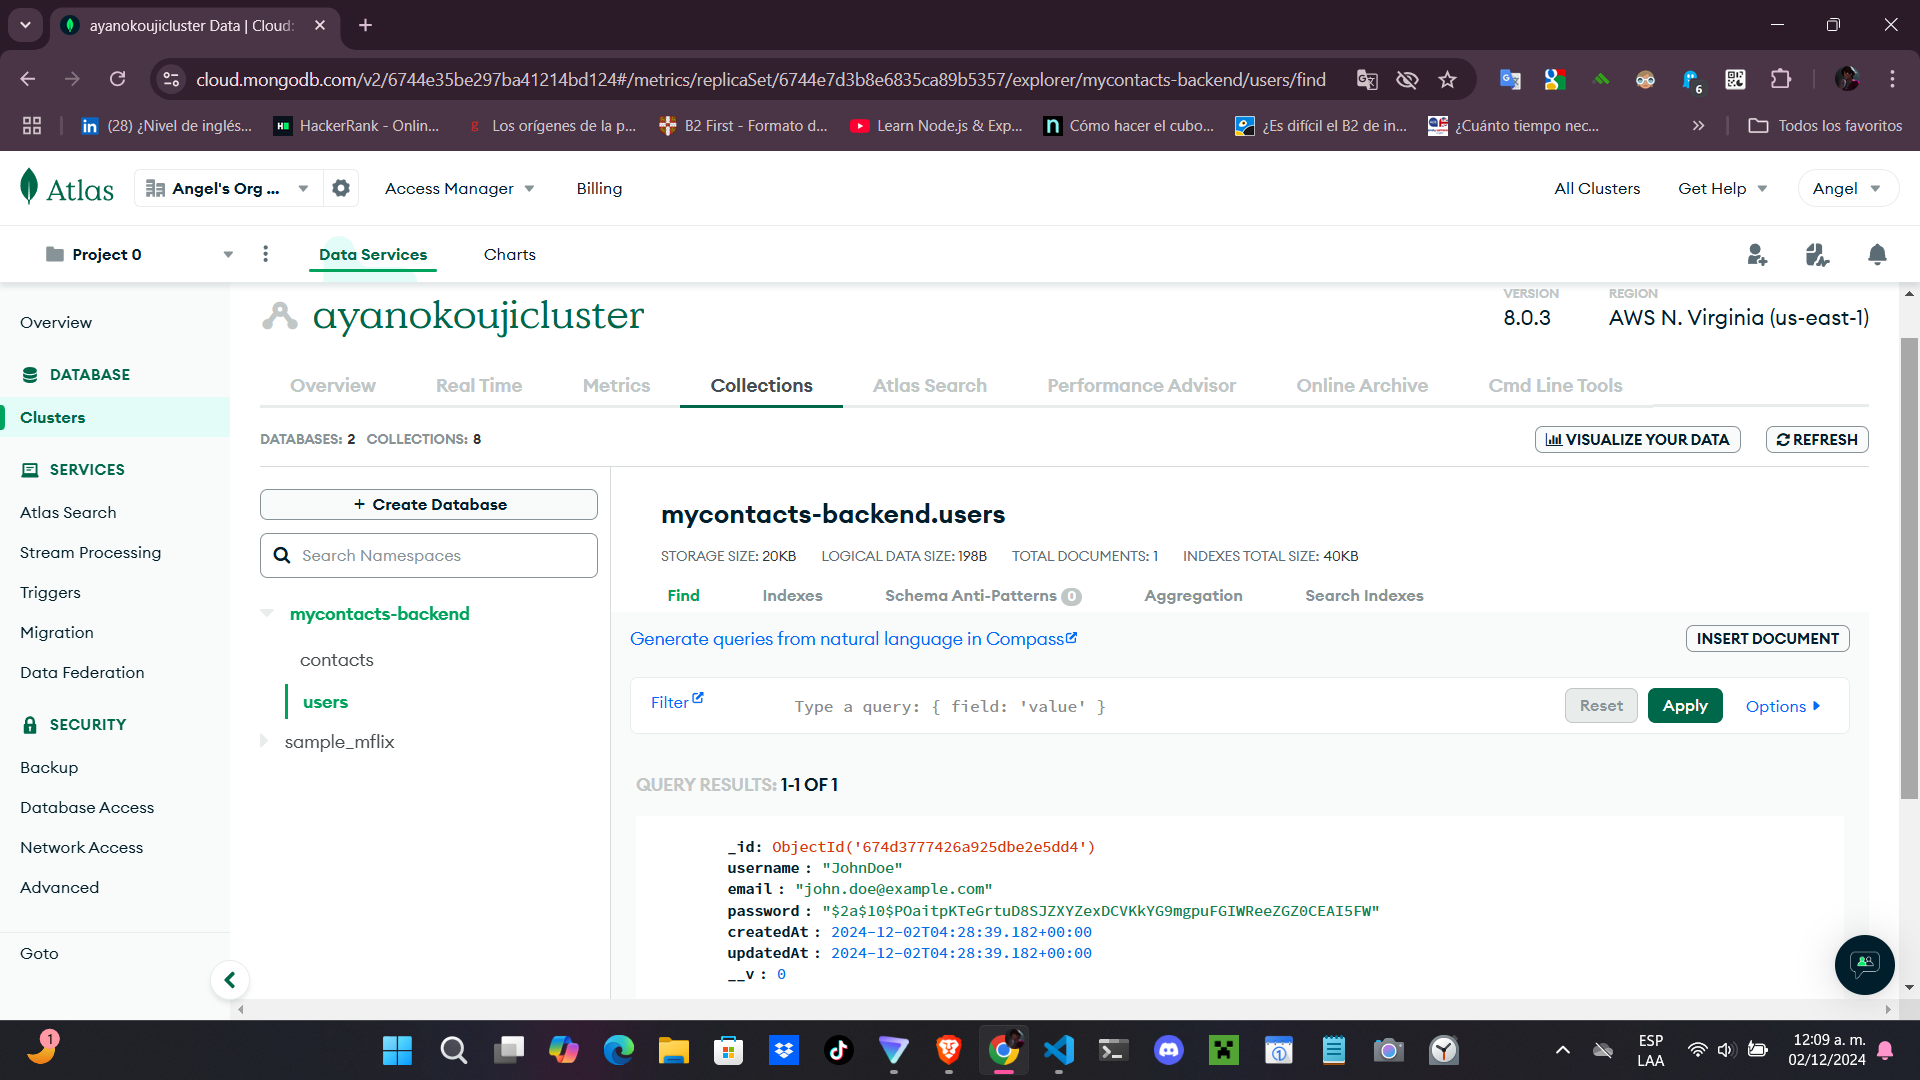 ayanokoujicluster Data | Cloud:
cloud.mongodb.com/v2/6744e35be297ba41214bd124#/metrics/replicaSet/6744e7d3b8e6835ca89b5357/explorer/mycontacts-backend/users/find
6
(28) ¿Nivel de inglés...
HackerRank - Onlin...
Los orígenes de la p...
B2 First - Formato d...
Learn Node.js & Exp...
Cómo hacer el cubo...
¿Es difícil el B2 de in...
¿Cuánto tiempo nec...
Todos los favoritos
Atlas
Angel's Org ...
Access Manager
Billing
All Clusters
Get Help
Angel
Project 0
Data Services
Charts
Overview
DATABASE
Clusters
SERVICES
Atlas Search
Stream Processing
Triggers
Migration
Data Federation
SECURITY
Backup
Database Access
Network Access
Advanced
Goto
ayanokoujicluster
VERSION
8.0.3
REGION
AWS N. Virginia (us-east-1)
Overview
Real Time
Metrics
Collections
Atlas Search
Performance Advisor
Online Archive
Cmd Line Tools
DATABASES: 2 COLLECTIONS: 8
VISUALIZE YOUR DATA
REFRESH
+ Create Database
Search Namespaces
mycontacts-backend
contacts
users
sample_mflix
mycontacts-backend.users
STORAGE SIZE: 20KB LOGICAL DATA SIZE: 198B TOTAL DOCUMENTS: 1 INDEXES TOTAL SIZE: 40KB
Find
Indexes
Schema Anti-Patterns 0
Aggregation
Search Indexes
Generate queries from natural language in Compass
INSERT DOCUMENT
Filter
Type a query: { field: 'value' }
Reset
Apply
Options
QUERY RESULTS: 1-1 OF 1
_id: ObjectId('674d3777426a925dbe2e5dd4')
username : "JohnDoe"
email : "john.doe@example.com"
password : "$2a$10$POaitpKTeGrtuD8SJZXYZexDCVKkYG9mgpuFGIWReeZGZ0CEAI5FW"
createdAt : 2024-12-02T04:28:39.182+00:00
updatedAt : 2024-12-02T04:28:39.182+00:00
__v : 0
1
ESP
LAA
12:09 a. m.
02/12/2024